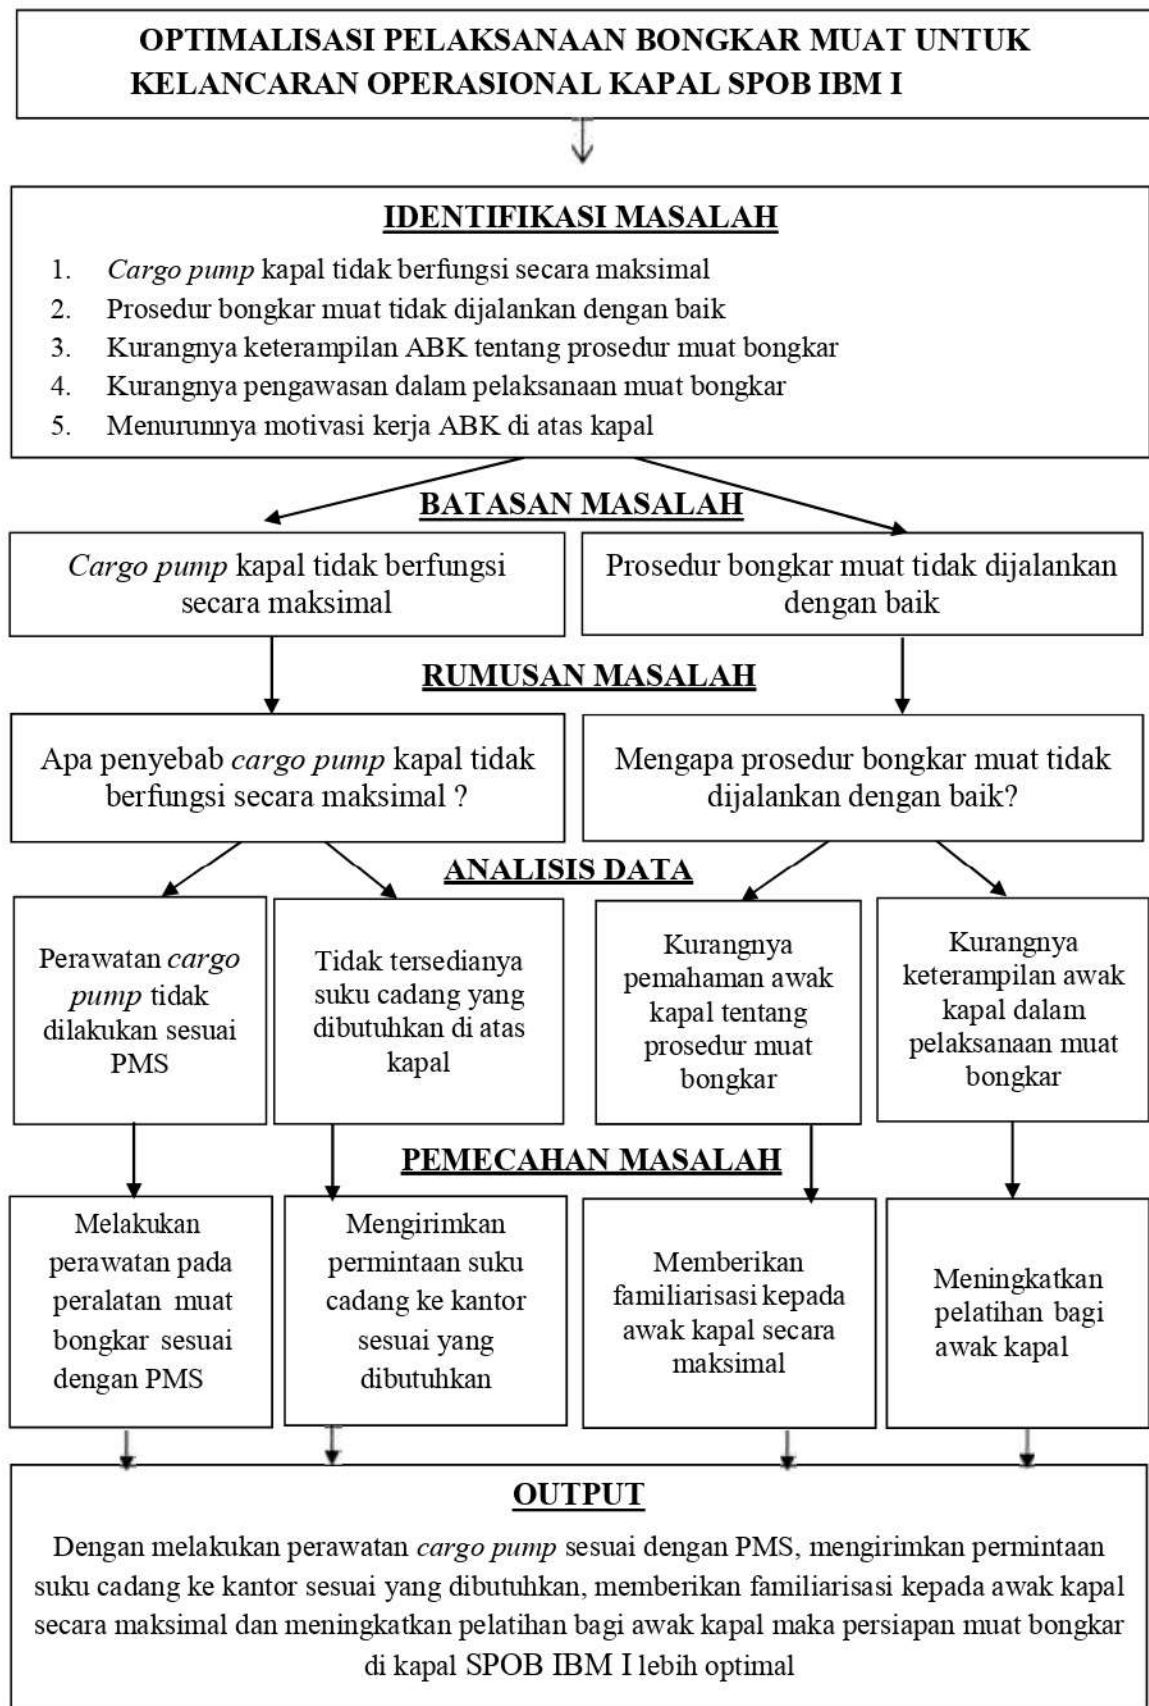 OPTIMALISASI PELAKSANAAN BONGKAR MUAT UNTUK
KELANCARAN OPERASIONAL KAPAL SPOB IBM I
IDENTIFIKASI MASALAH
1. Cargo pump kapal tidak berfungsi secara maksimal
2. Prosedur bongkar muat tidak dijalankan dengan baik
3. Kurangnya keterampilan ABK tentang prosedur muat bongkar
4. Kurangnya pengawasan dalam pelaksanaan muat bongkar
5. Menurunnya motivasi kerja ABK di atas kapal
BATASAN MASALAH
Cargo pump kapal tidak berfungsi
secara maksimal
Prosedur bongkar muat tidak dijalankan
dengan baik
RUMUSAN MASALAH
Apa penyebab cargo pump kapal tidak
berfungsi secara maksimal ?
Mengapa prosedur bongkar muat tidak
dijalankan dengan baik?
ANALISIS DATA
Perawatan cargo
pump tidak
dilakukan sesuai
PMS
Tidak tersedianya
suku cadang yang
dibutuhkan di atas
kapal
Kurangnya
pemahaman awak
kapal tentang
prosedur muat
bongkar
Kurangnya
keterampilan awak
kapal dalam
pelaksanaan muat
bongkar
PEMECAHAN MASALAH
Melakukan
perawatan pada
peralatan muat
bongkar sesuai
dengan PMS
Mengirimkan
permintaan suku
cadang ke kantor
sesuai yang
dibutuhkan
Memberikan
familiarisasi kepada
awak kapal secara
maksimal
Meningkatkan
pelatihan bagi
awak kapal
OUTPUT
Dengan melakukan perawatan cargo pump sesuai dengan PMS, mengirimkan permintaan
suku cadang ke kantor sesuai yang dibutuhkan, memberikan familiarisasi kepada awak kapal
secara maksimal dan meningkatkan pelatihan bagi awak kapal maka persiapan muat bongkar
di kapal SPOB IBM I lebih optimal